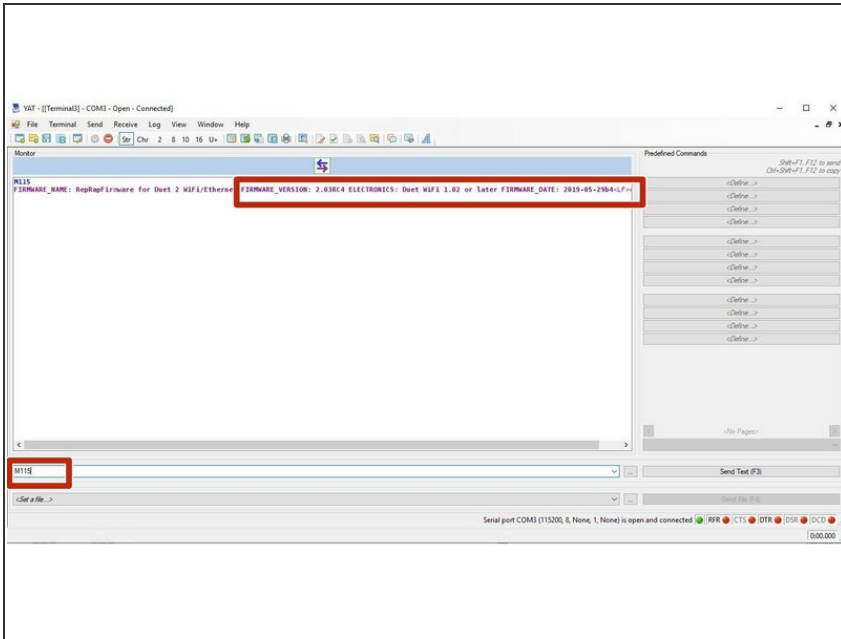 YAT - [[Terminal3] - COM3 - Open - Connected]
File Terminal Send Receive Log View Window Help
Str Chr 2 8 10 16 U+
Monitor
Predefined Commands
Shift+F1..F12 to send
Ctrl+Shift+F1..F12 to copy
M115
FIRMWARE_NAME: RepRapFirmware for Duet 2 WiFi/Etherne FIRMWARE_VERSION: 2.03RC4 ELECTRONICS: Duet WiFi 1.02 or later FIRMWARE_DATE: 2019-05-29b4<LF>
<Define...>
<Define...>
<Define...>
<Define...>
<Define...>
<Define...>
<Define...>
<Define...>
<Define...>
<Define...>
<Define...>
<Define...>
<No Pages>
M115
...
Send Text (F3)
<Set a file...>
...
Send File (F4)
Serial port COM3 (115200, 8, None, 1, None) is open and connected RFR CTS DTR DSR DCD
0:00.000